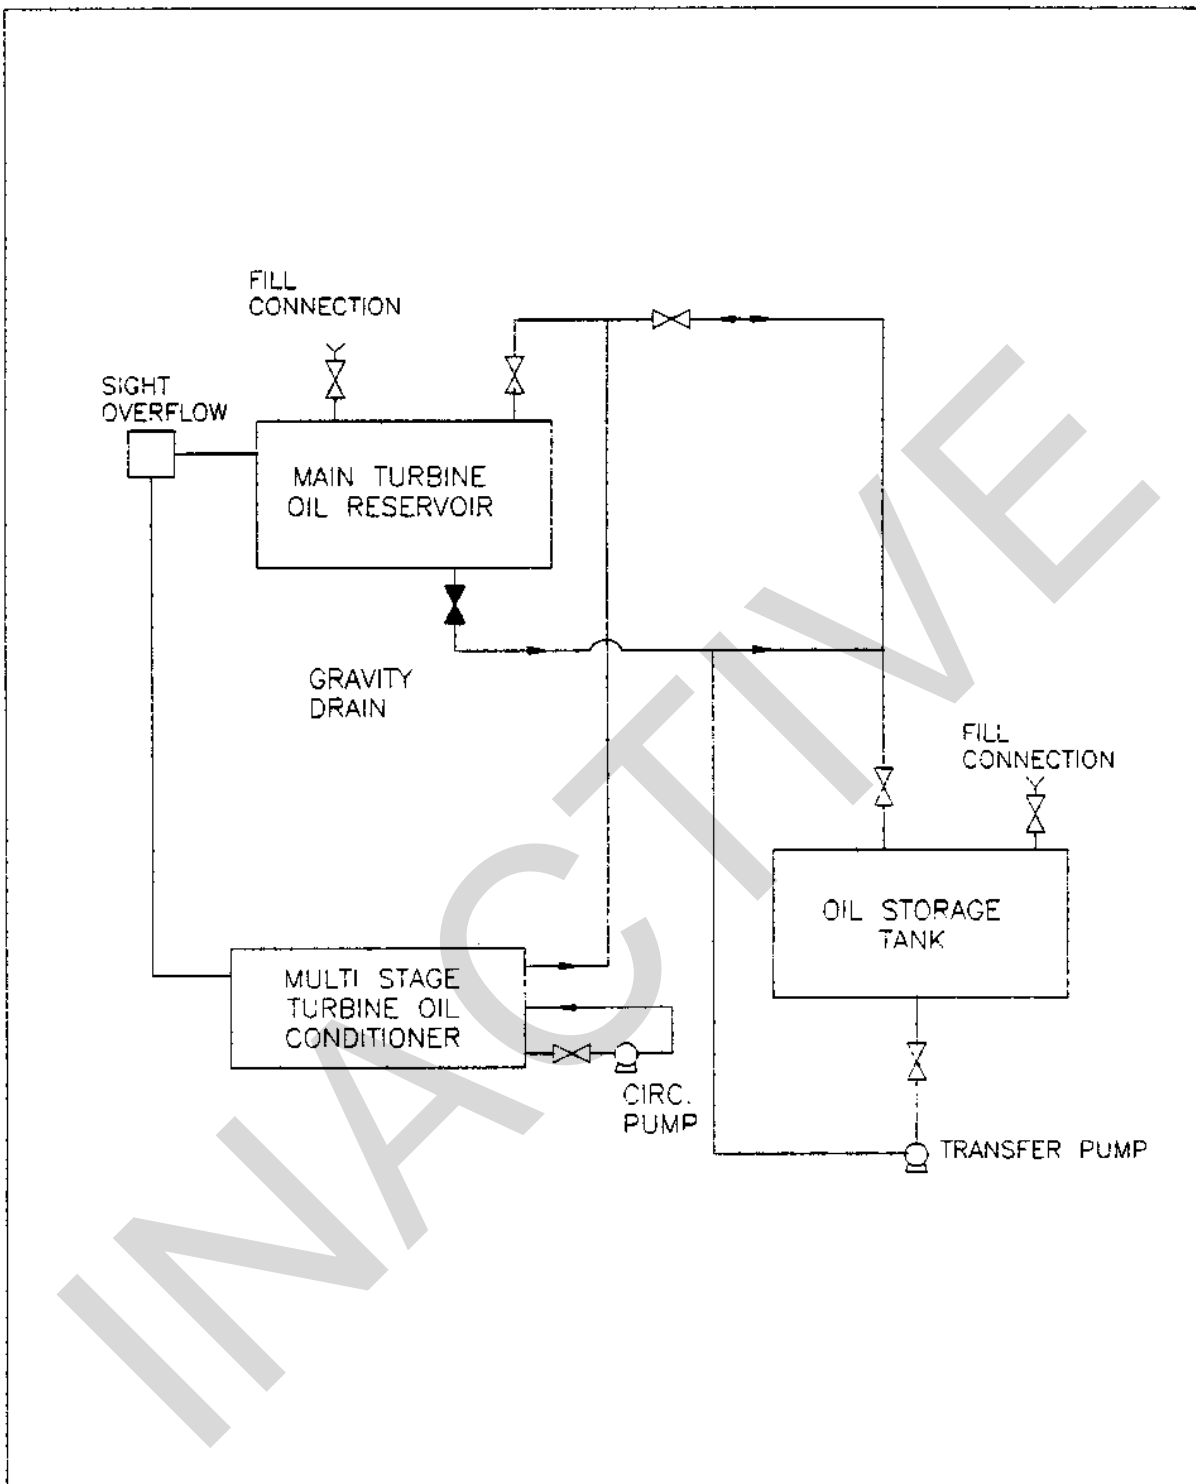 FILL
CONNECTION
SIGHT
OVERFLOW
MAIN TURBINE
OIL RESERVOIR
GRAVITY
DRAIN
FILL
CONNECTION
OIL STORAGE
TANK
MULTI STAGE
TURBINE OIL
CONDITIONER
CIRC.
PUMP
TRANSFER PUMP
INACTIVE